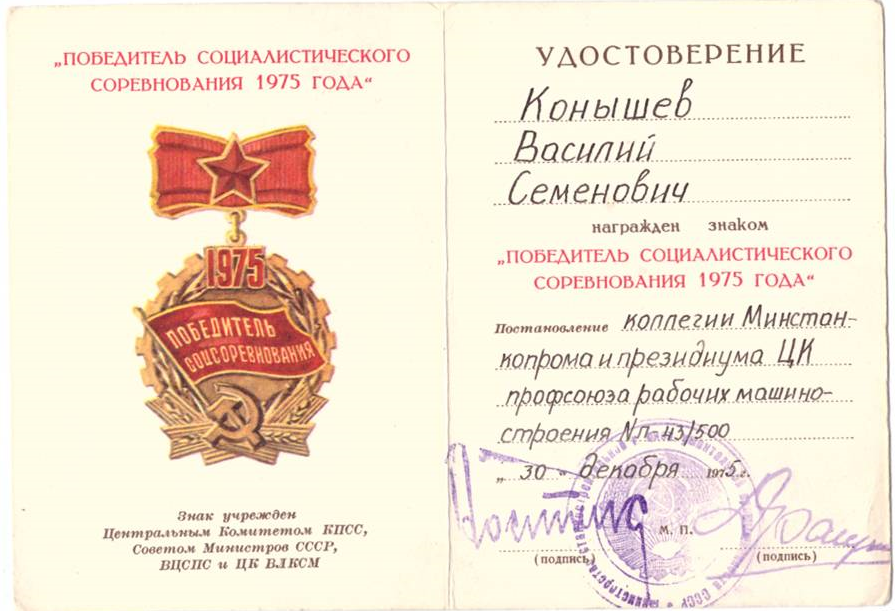 „ПОБЕДИТЕЛЬ СОЦИАЛИСТИЧЕСКОГО
СОРЕВНОВАНИЯ 1975 ГОДА“
1975
ПОБЕДИТЕЛЬ
СОЦСОРЕВНОВАНИЯ
Знак учрежден
Центральным Комитетом КПСС,
Советом Министров СССР,
ВЦСПС и ЦК ВЛКСМ
УДОСТОВЕРЕНИЕ
Конышев
Василий
Семенович
награжден знаком
„ПОБЕДИТЕЛЬ СОЦИАЛИСТИЧЕСКОГО
СОРЕВНОВАНИЯ 1975 ГОДА“
Постановление коллегии Минстан-
копрома и президиума ЦК
профсоюза рабочих машино-
строения №п-43/500
„30“ декабря 1975 г.
М. П.
(подпись) (подпись)